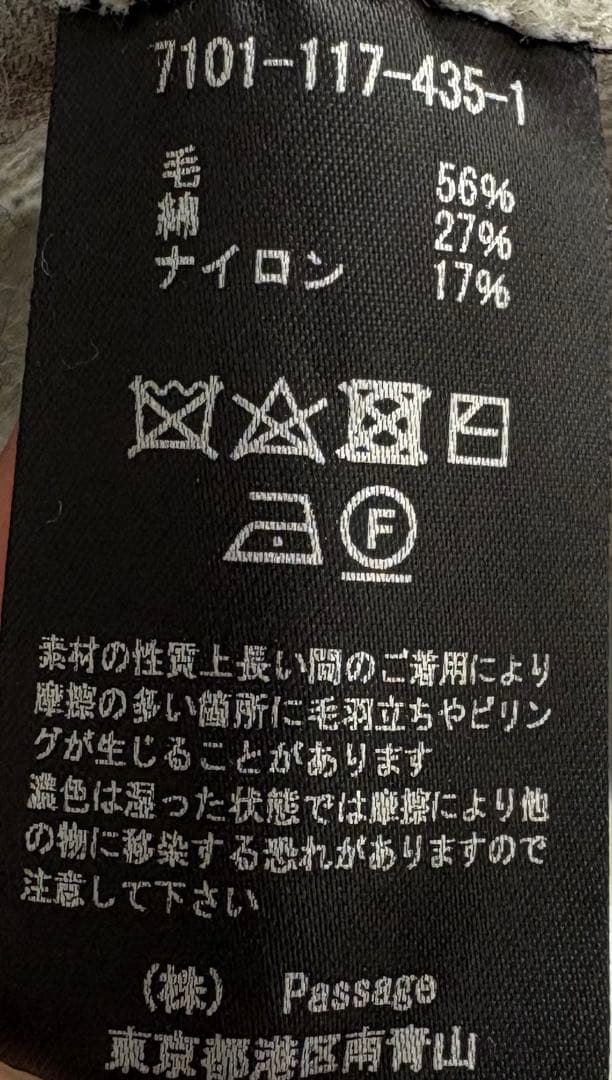 7101-117-435-1
毛 56%
綿 27%
ナイロン 17%
F
素材の性質上長い間のご着用により
摩擦の多い箇所に毛羽立ちやピリン
グが生じることがあります
濃色は湿った状態では摩擦により他
の物に移染する恐れがありますので
注意して下さい
(株) Passage
東京都港区南青山